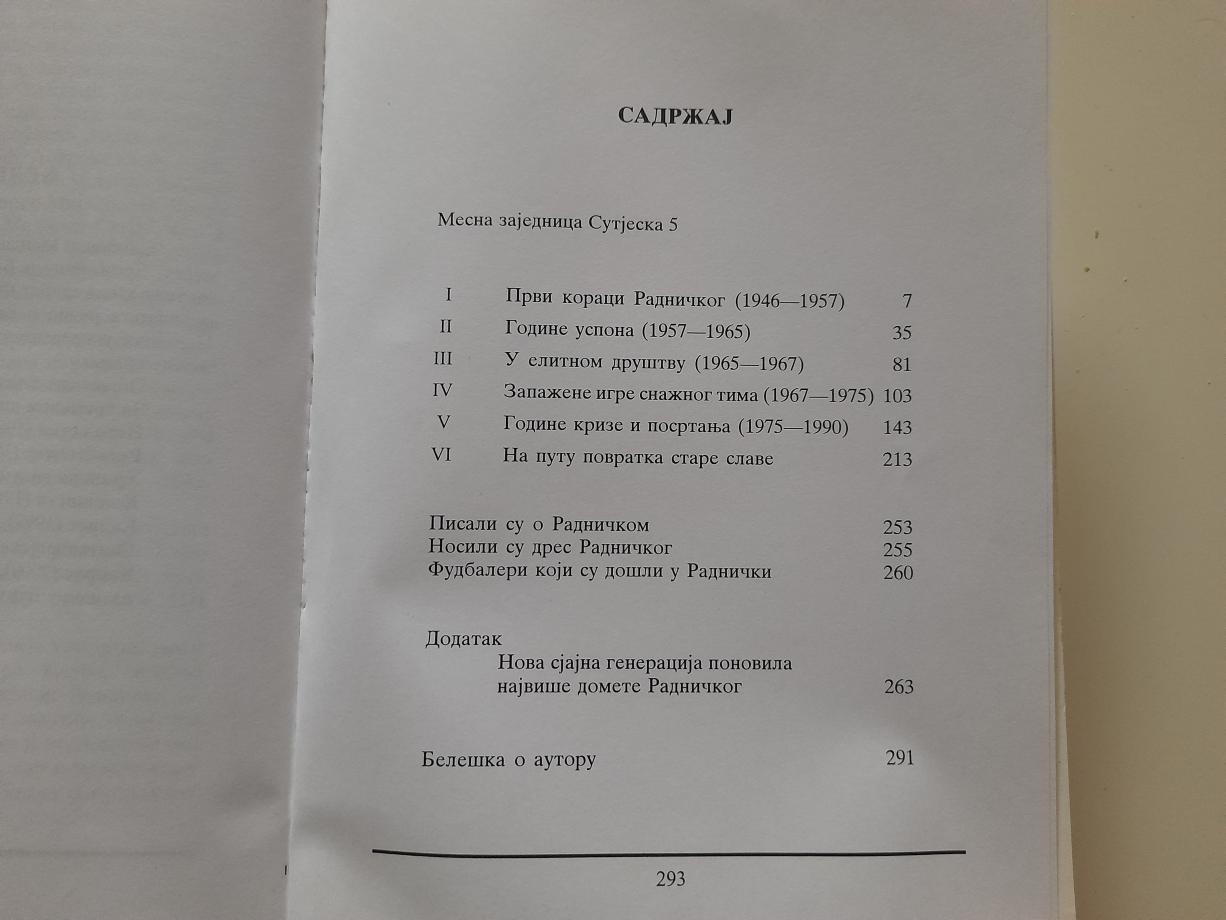 САДРЖАЈ
Месна заједница Сутјеска 5
I Први кораци Радничког (1946—1957) 7
II Године успона (1957—1965) 35
III У елитном друштву (1965—1967) 81
IV Запажене игре снажног тима (1967—1975) 103
V Године кризе и посртања (1975—1990) 143
VI На путу повратка старе славе 213
Писали су о Радничком 253
Носили су дрес Радничког 255
Фудбалери који су дошли у Раднички 260
Додатак
Нова сјајна генерација поновила
највише домете Радничког 263
Белешка о аутору 291
293